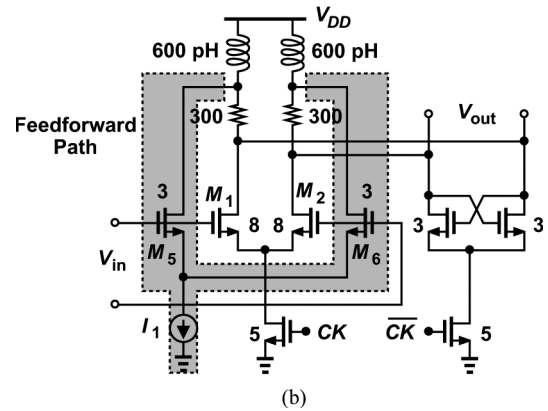 V_DD
600 pH 600 pH
300 300
Feedforward
Path
V_out
3 M_1 M_2 3
8 8 3 3
V_in M_5 M_6
I_1
5 CK \overline{CK} 5
(b)